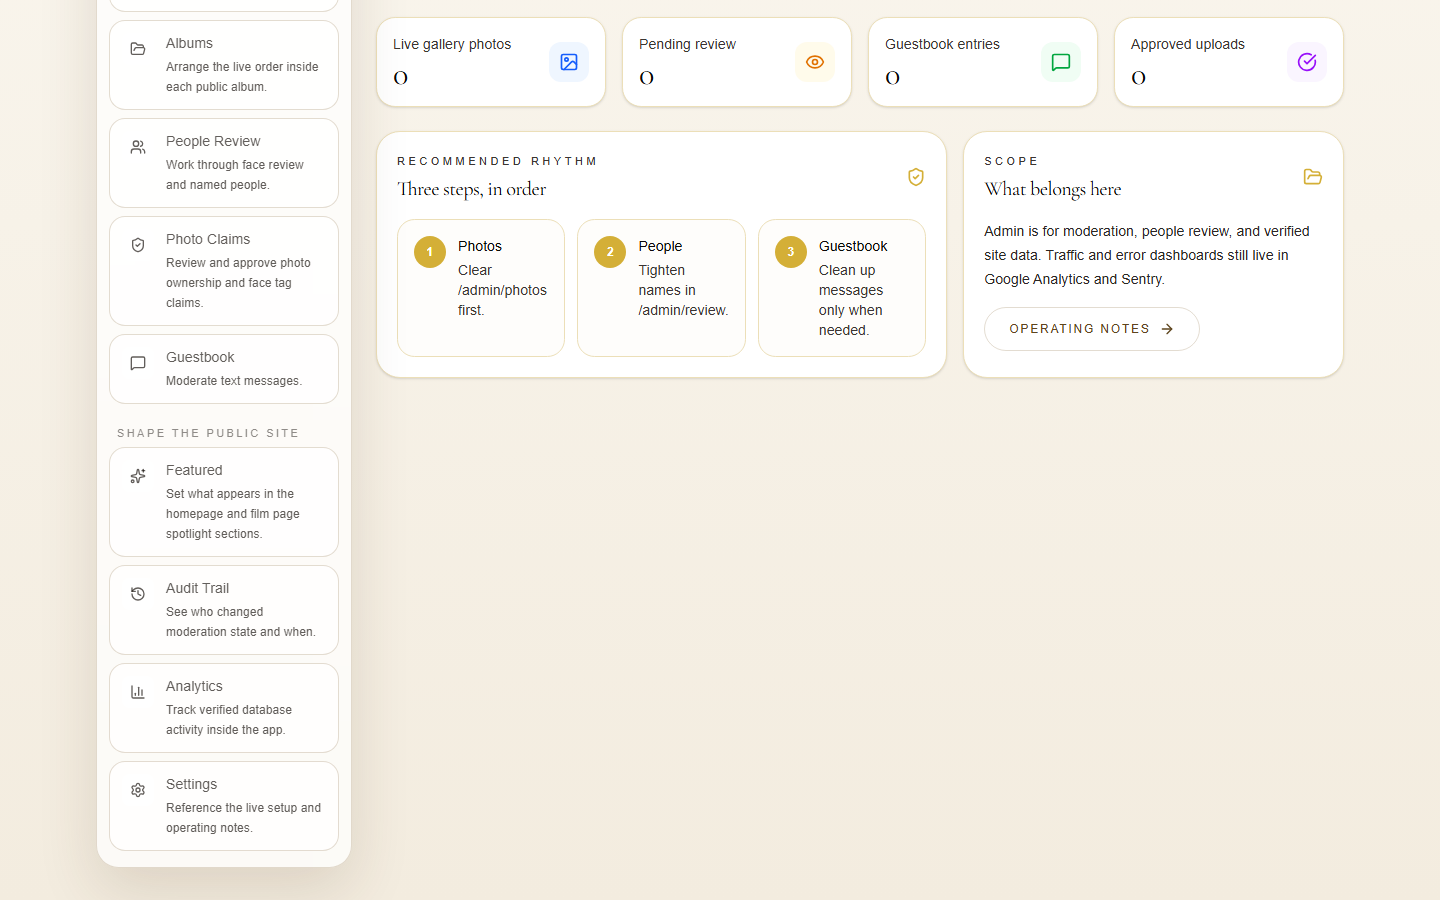 Albums
Arrange the live order inside
each public album.
People Review
Work through face review
and named people.
Photo Claims
Review and approve photo
ownership and face tag
claims.
Guestbook
Moderate text messages.
SHAPE THE PUBLIC SITE
Featured
Set what appears in the
homepage and film page
spotlight sections.
Audit Trail
See who changed
moderation state and when.
Analytics
Track verified database
activity inside the app.
Settings
Reference the live setup and
operating notes.
Live gallery photos
0
Pending review
0
Guestbook entries
0
Approved uploads
0
RECOMMENDED RHYTHM
Three steps, in order
1
Photos
Clear
/admin/photos
first.
2
People
Tighten
names in
/admin/review.
3
Guestbook
Clean up
messages
only when
needed.
SCOPE
What belongs here
Admin is for moderation, people review, and verified
site data. Traffic and error dashboards still live in
Google Analytics and Sentry.
OPERATING NOTES